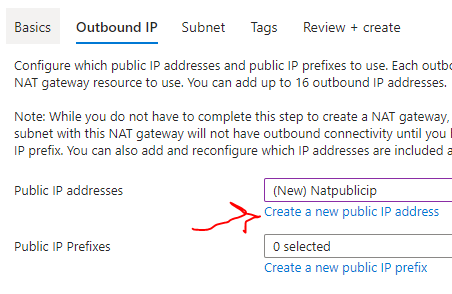 Basics Outbound IP Subnet Tags Review + create
Configure which public IP addresses and public IP prefixes to use. Each outbo
NAT gateway resource to use. You can add up to 16 outbound IP addresses.
Note: While you do not have to complete this step to create a NAT gateway,
subnet with this NAT gateway will not have outbound connectivity until you
IP prefix. You can also add and reconfigure which IP addresses are included a
Public IP addresses
(New) Natpublicip
Create a new public IP address
Public IP Prefixes
0 selected
Create a new public IP prefix